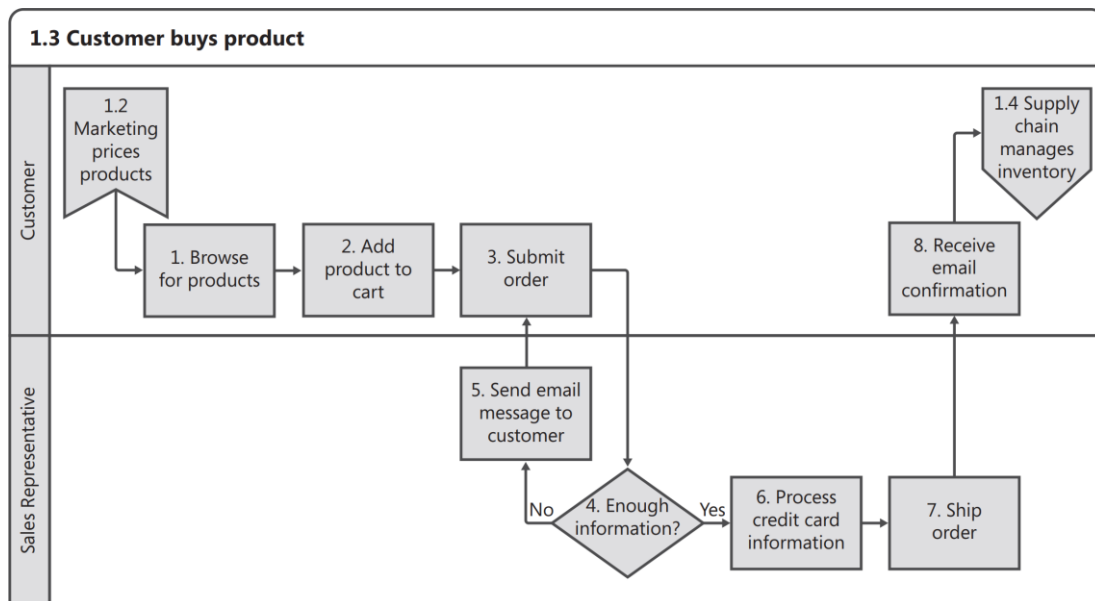 1.3 Customer buys product
Customer
1.2
Marketing
prices
products
1. Browse
for products
2. Add
product to
cart
3. Submit
order
8. Receive
email
confirmation
1.4 Supply
chain
manages
inventory
Sales Representative
5. Send email
message to
customer
No
4. Enough
information?
Yes
6. Process
credit card
information
7. Ship
order